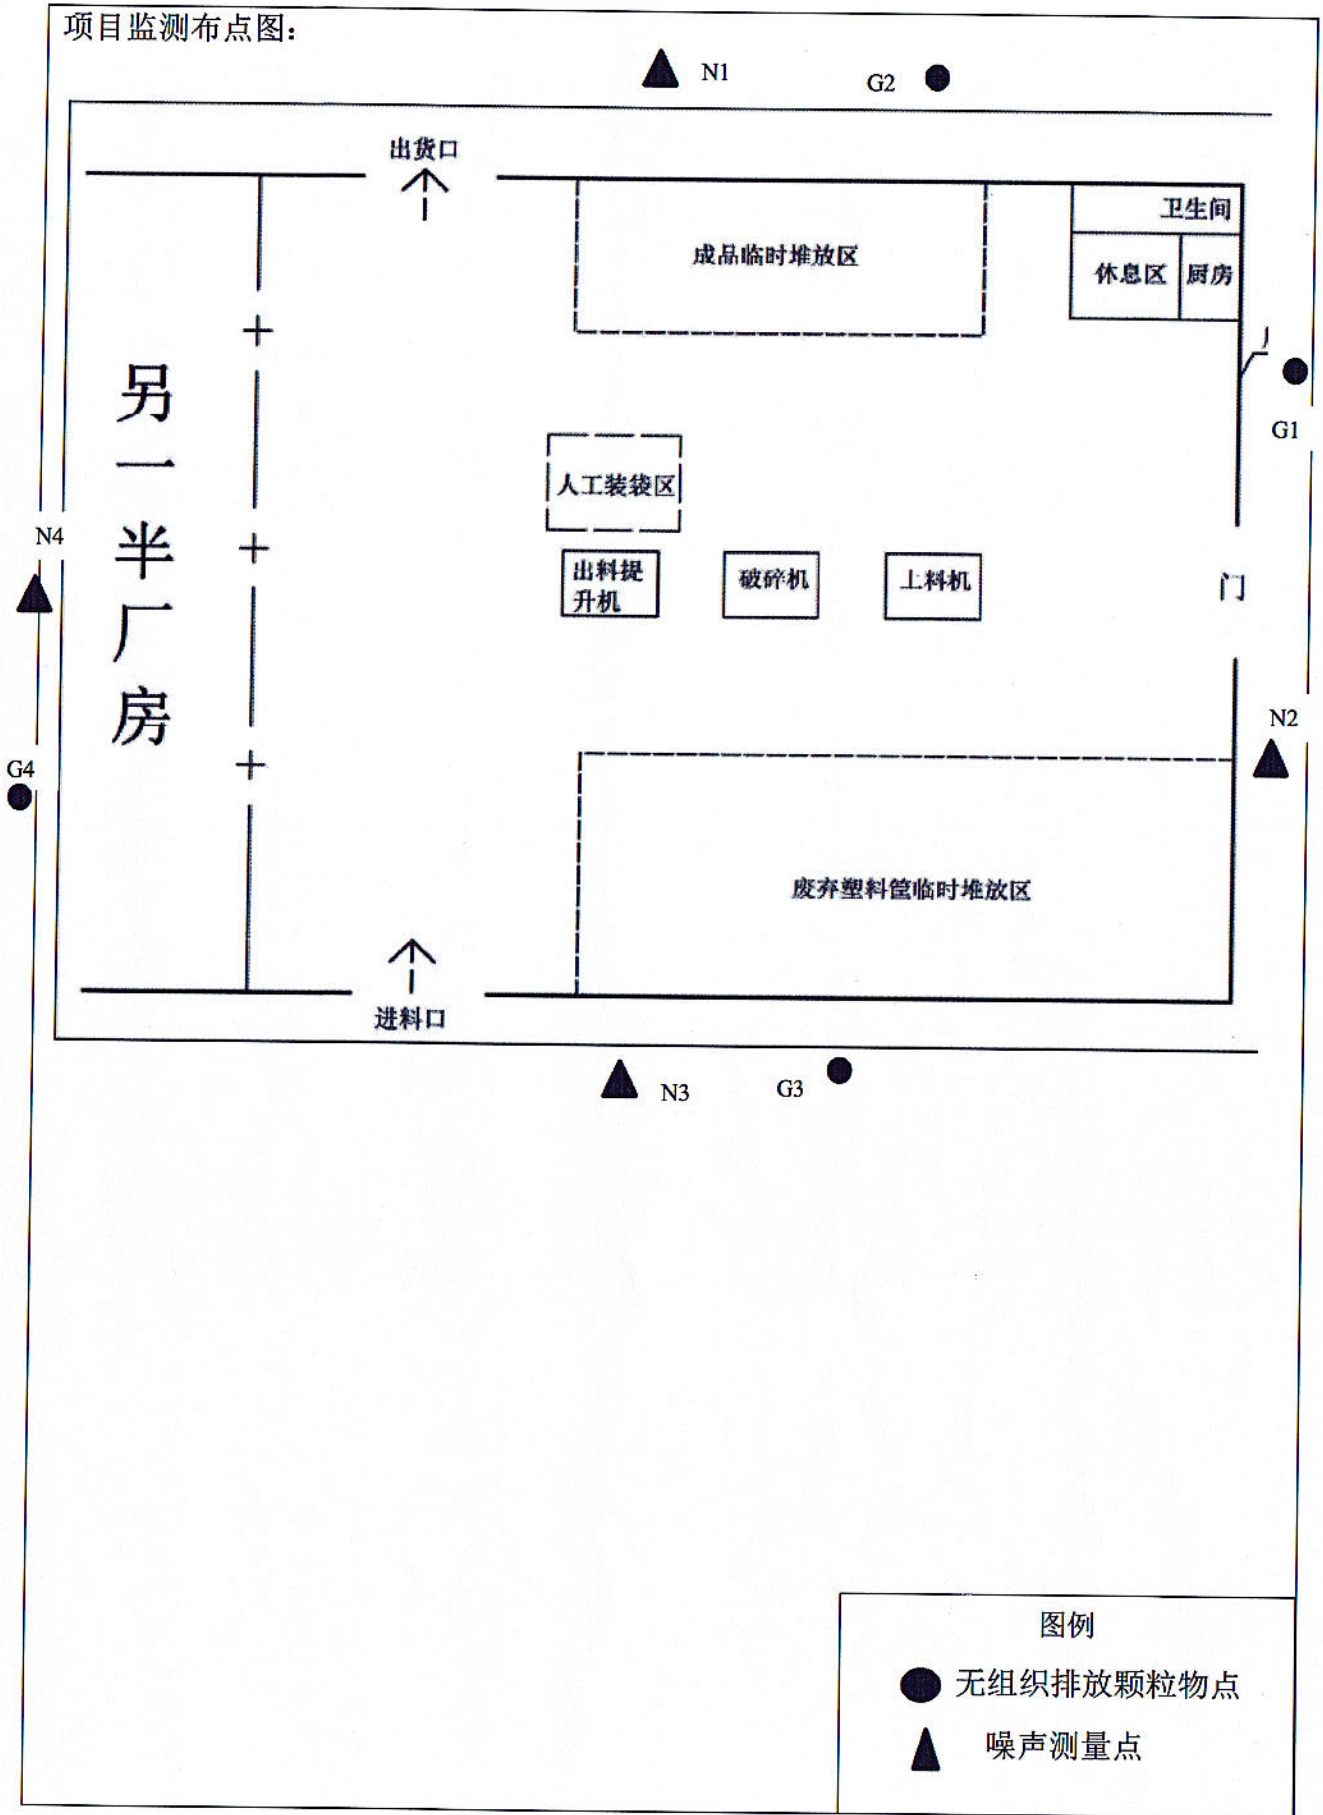 项目监测布点图：
N1
G2
出货口
卫生间
成品临时堆放区
休息区
厨房
另一半厂房
G1
人工装袋区
N4
出料提
升机
破碎机
上料机
门
N2
G4
废弃塑料筐临时堆放区
进料口
N3
G3
图例
无组织排放颗粒物点
噪声测量点